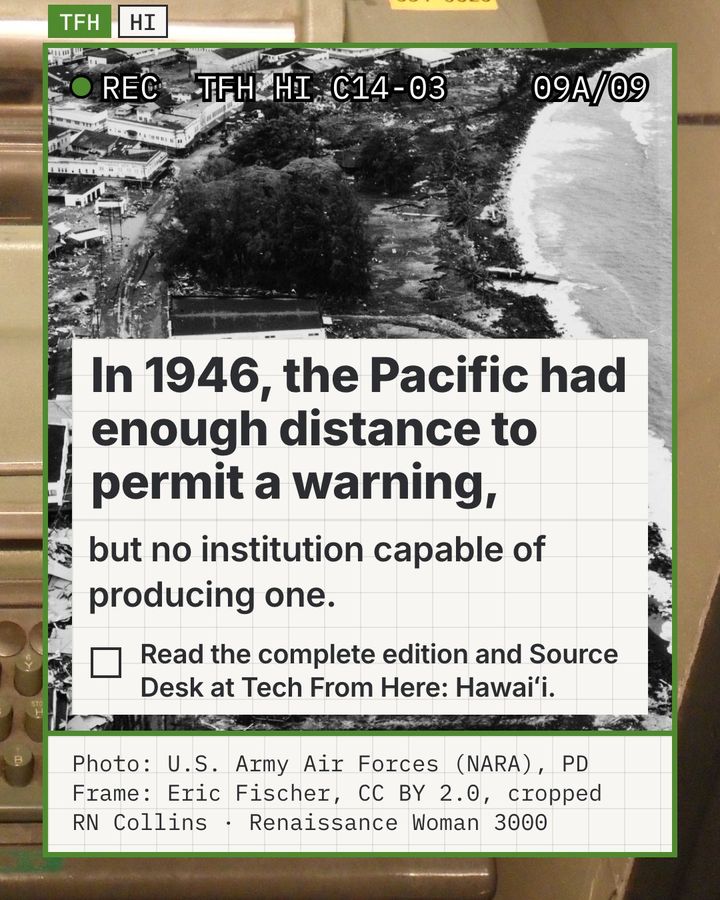 TFH HI
REC TFH HI C14-03 09A/09
In 1946, the Pacific had
enough distance to
permit a warning,
but no institution capable of
producing one.
Read the complete edition and Source
Desk at Tech From Here: Hawaiʻi.
Photo: U.S. Army Air Forces (NARA), PD
Frame: Eric Fischer, CC BY 2.0, cropped
RN Collins · Renaissance Woman 3000